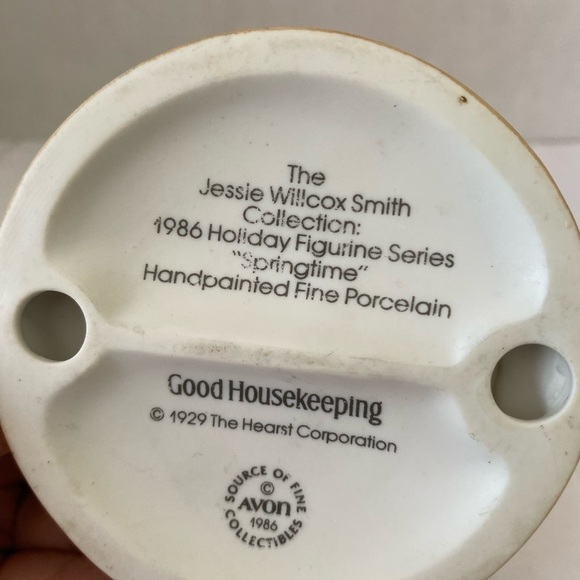 The
Jessie Willcox Smith
Collection:
1986 Holiday Figurine Series
"Springtime"
Handpainted Fine Porcelain
Good Housekeeping
© 1929 The Hearst Corporation
SOURCE OF FINE
©
AVON
1986
COLLECTIBLES